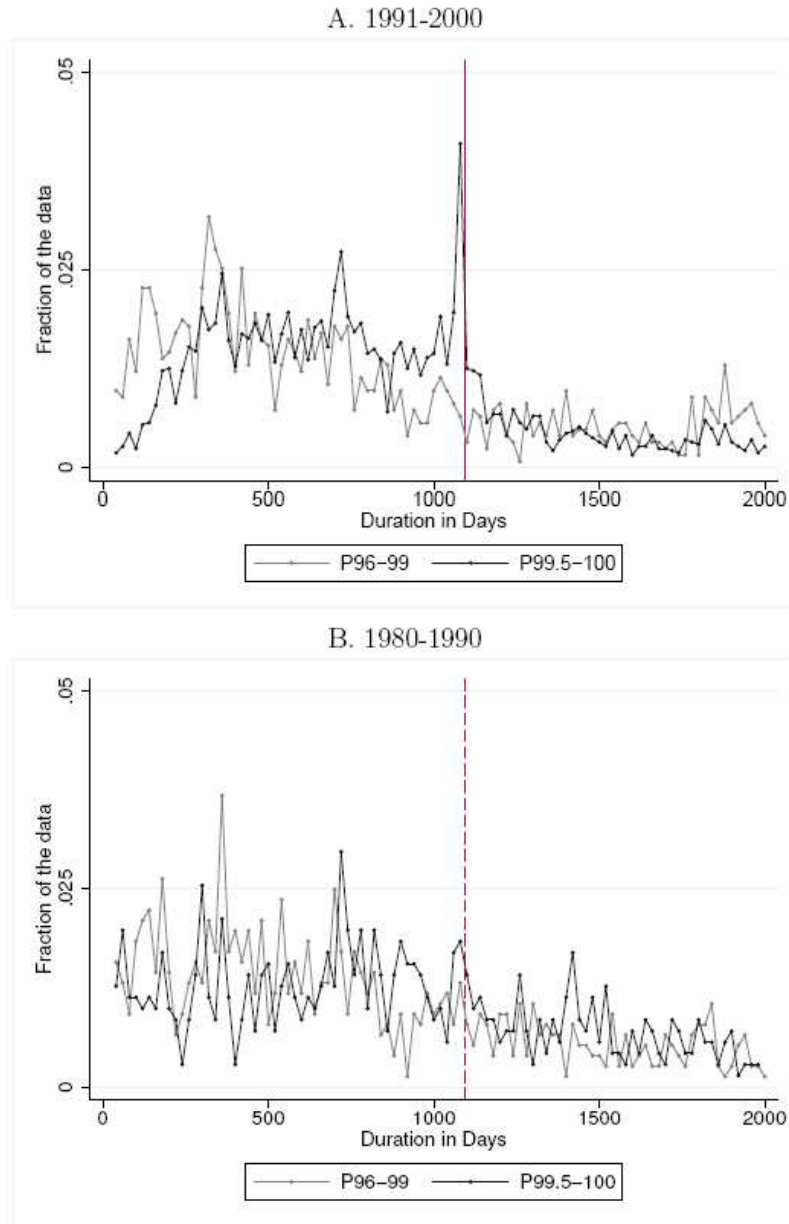 A. 1991-2000
.05
.025
0
Fraction of the data
0 500 1000 1500 2000
Duration in Days
P96−99 P99.5−100
B. 1980-1990
.05
.025
0
Fraction of the data
0 500 1000 1500 2000
Duration in Days
P96−99 P99.5−100